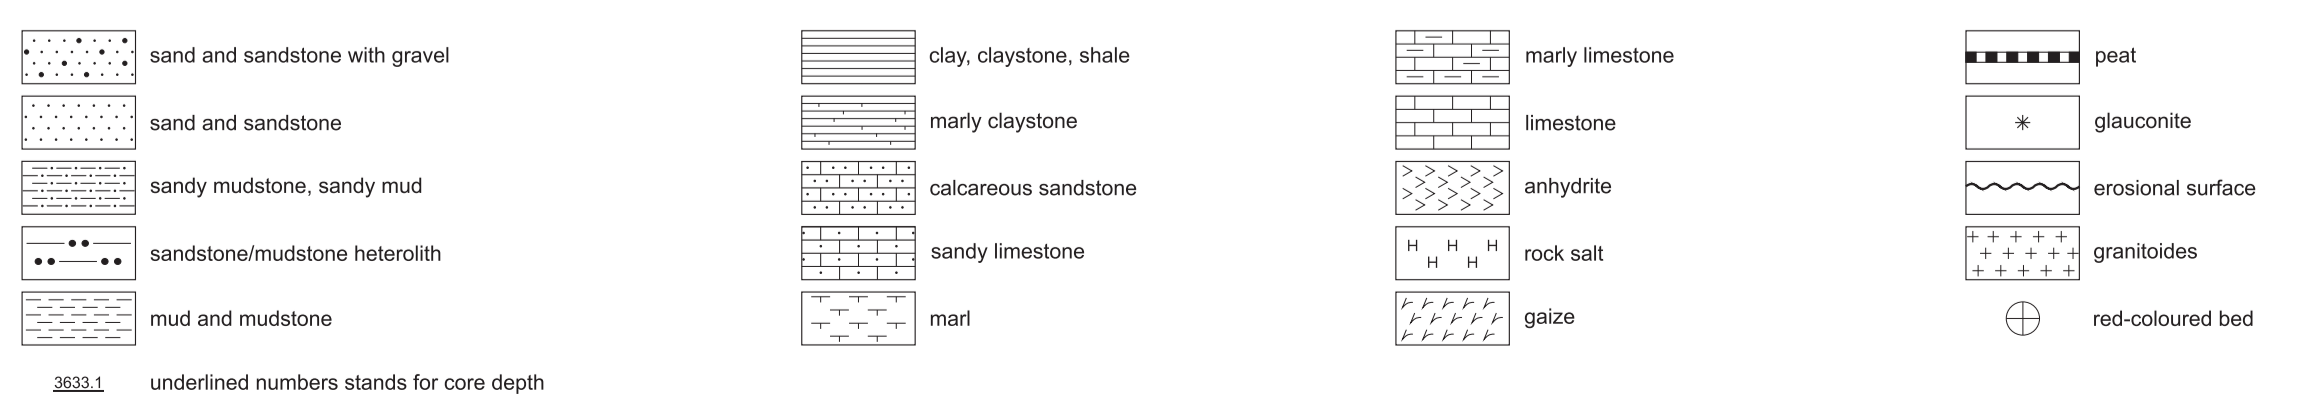 sand and sandstone with gravel
sand and sandstone
sandy mudstone, sandy mud
sandstone/mudstone heterolith
mud and mudstone
3633.1 underlined numbers stands for core depth
clay, claystone, shale
marly claystone
calcareous sandstone
sandy limestone
marl
marly limestone
limestone
anhydrite
H H H
H H
rock salt
gaize
peat
glauconite
erosional surface
granitoides
red-coloured bed